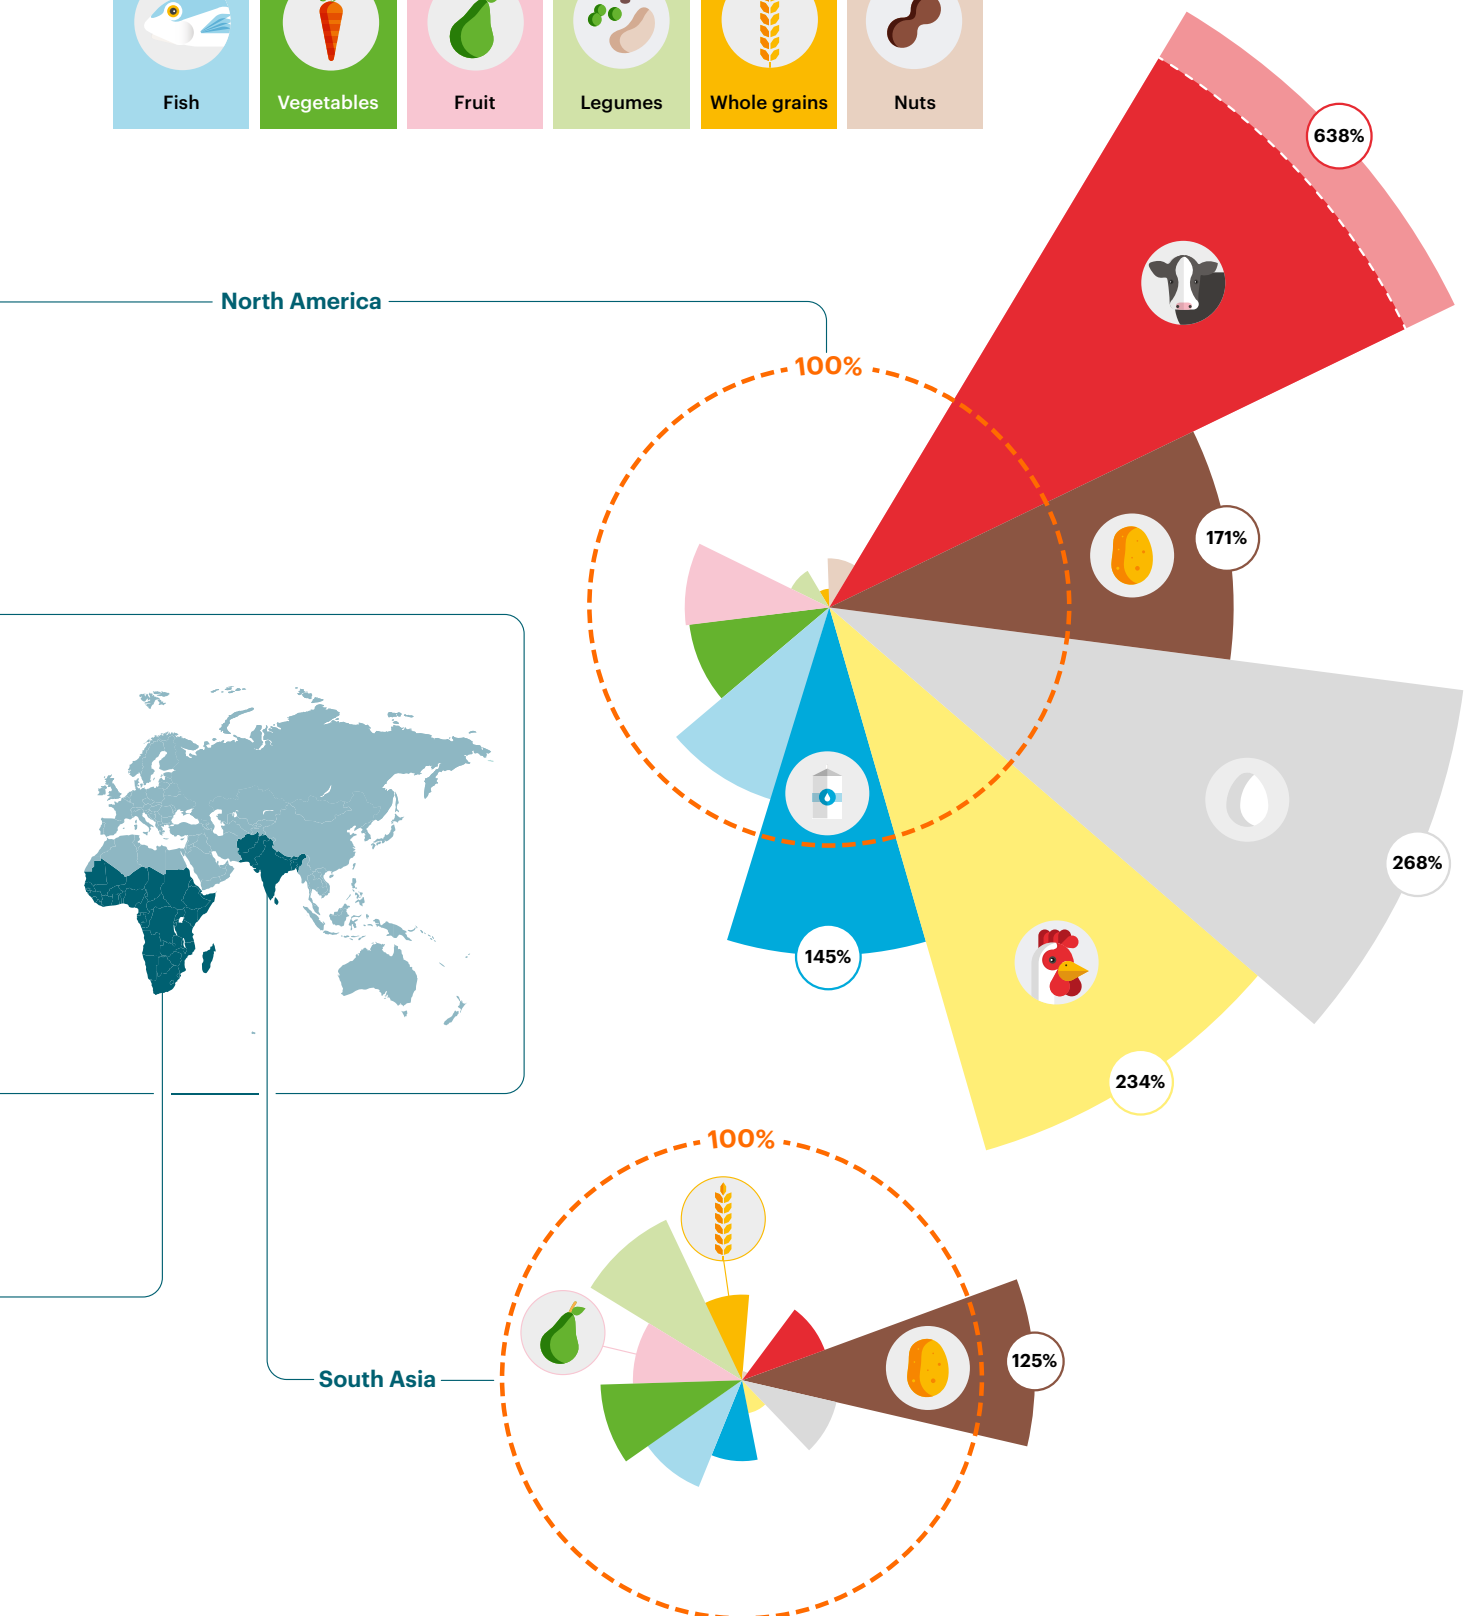 Fish
Vegetables
Fruit
Legumes
Whole grains
Nuts
638%
North America
100%
171%
268%
145%
234%
100%
125%
South Asia